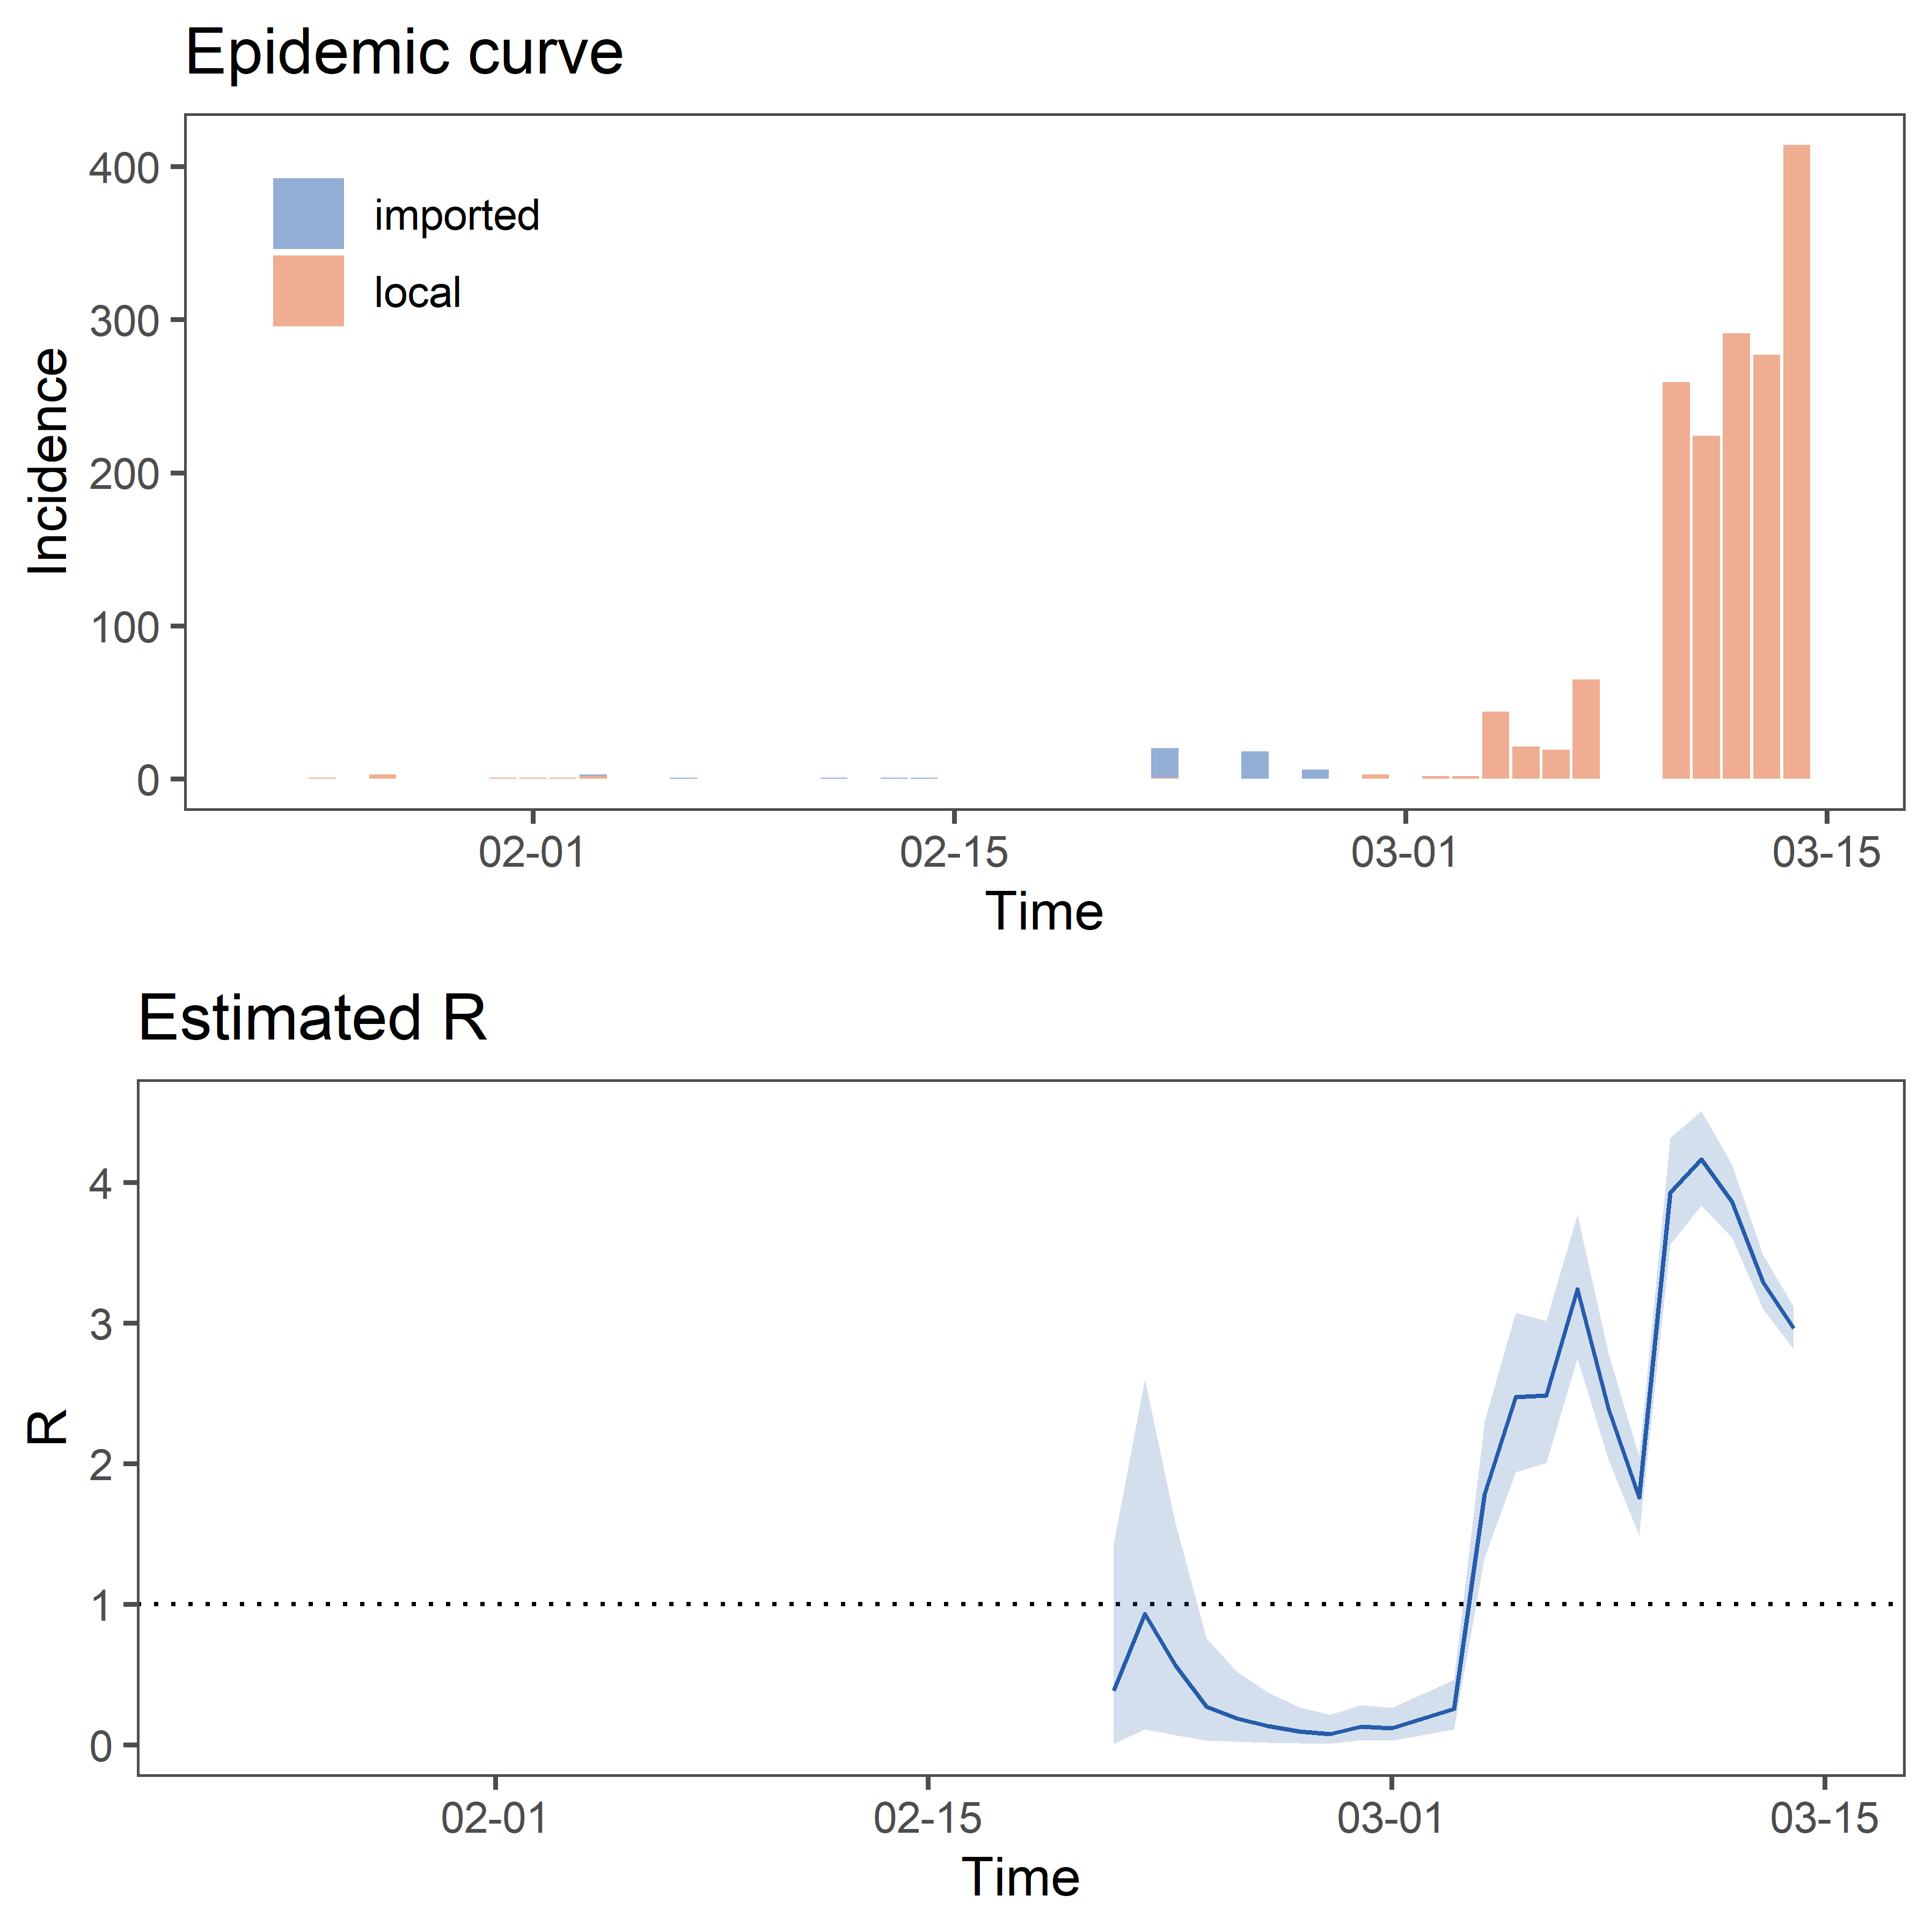 Epidemic curve
400
300
200
100
0
Incidence
imported
local
02-01 02-15 03-01 03-15
Time
Estimated R
4
3
2
1
0
R
02-01 02-15 03-01 03-15
Time